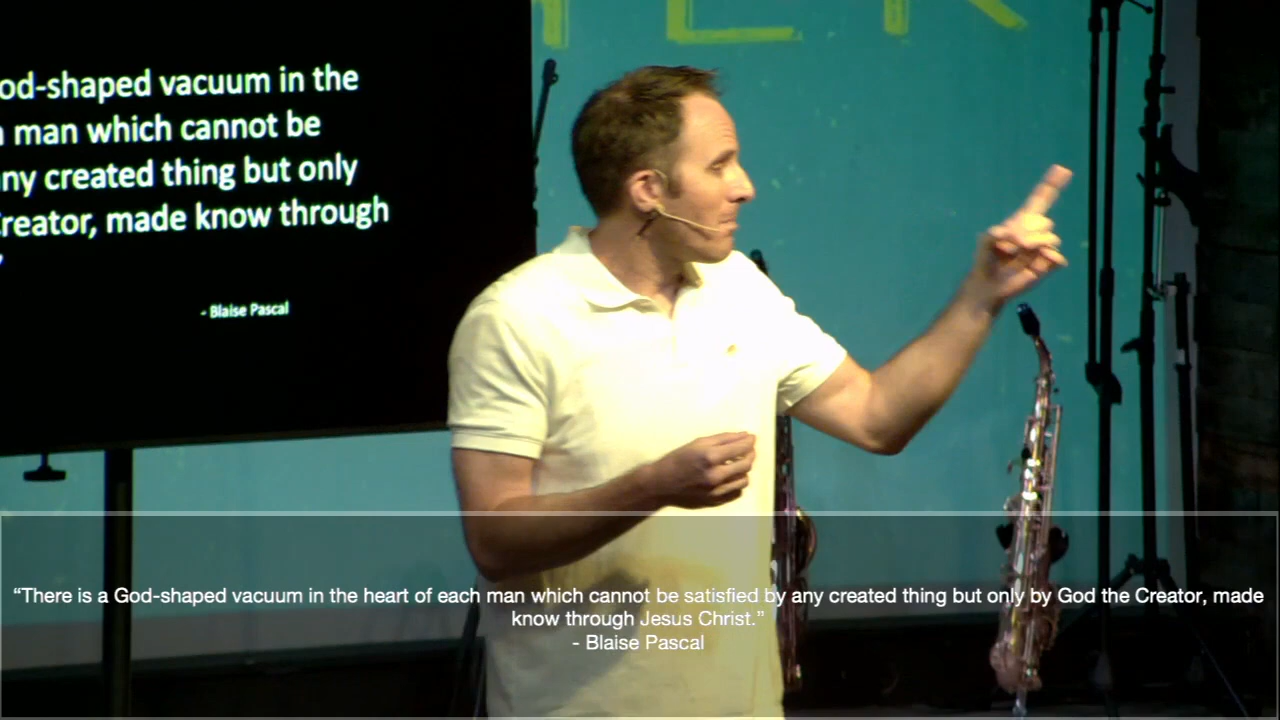 od-shaped vacuum in the
man which cannot be
ny created thing but only
reator, made know through
- Blaise Pascal
“There is a God-shaped vacuum in the heart of each man which cannot be satisfied by any created thing but only by God the Creator, made
know through Jesus Christ.”
- Blaise Pascal